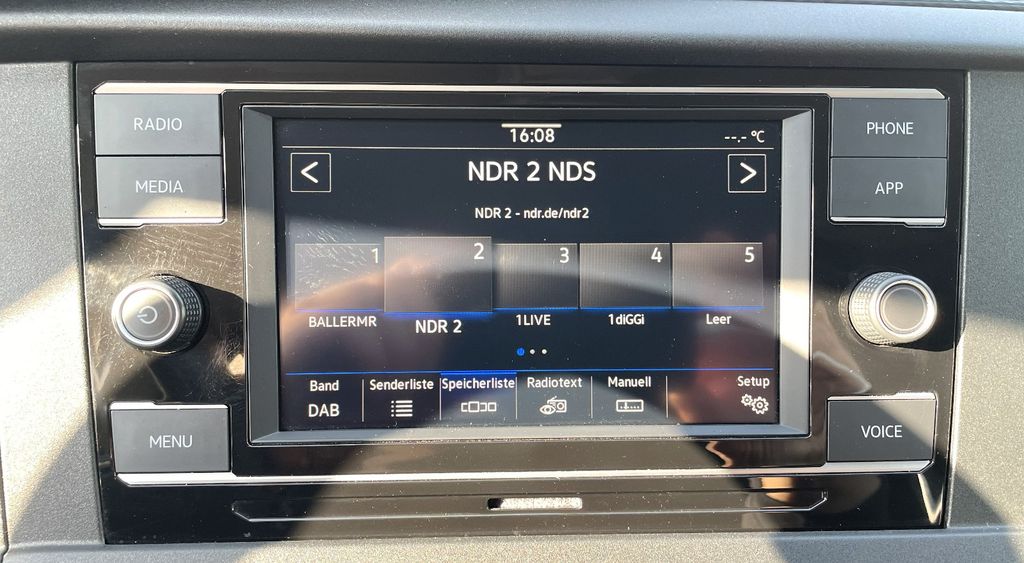 RADIO
MEDIA
MENU
16:08
--.- °C
<
NDR 2 NDS
>
NDR 2 - ndr.de/ndr2
1
2
3
4
5
BALLERMR
NDR 2
1LIVE
1diGGi
Leer
Band
DAB
Senderliste
Speicherliste
Radiotext
Manuell
Setup
PHONE
APP
VOICE